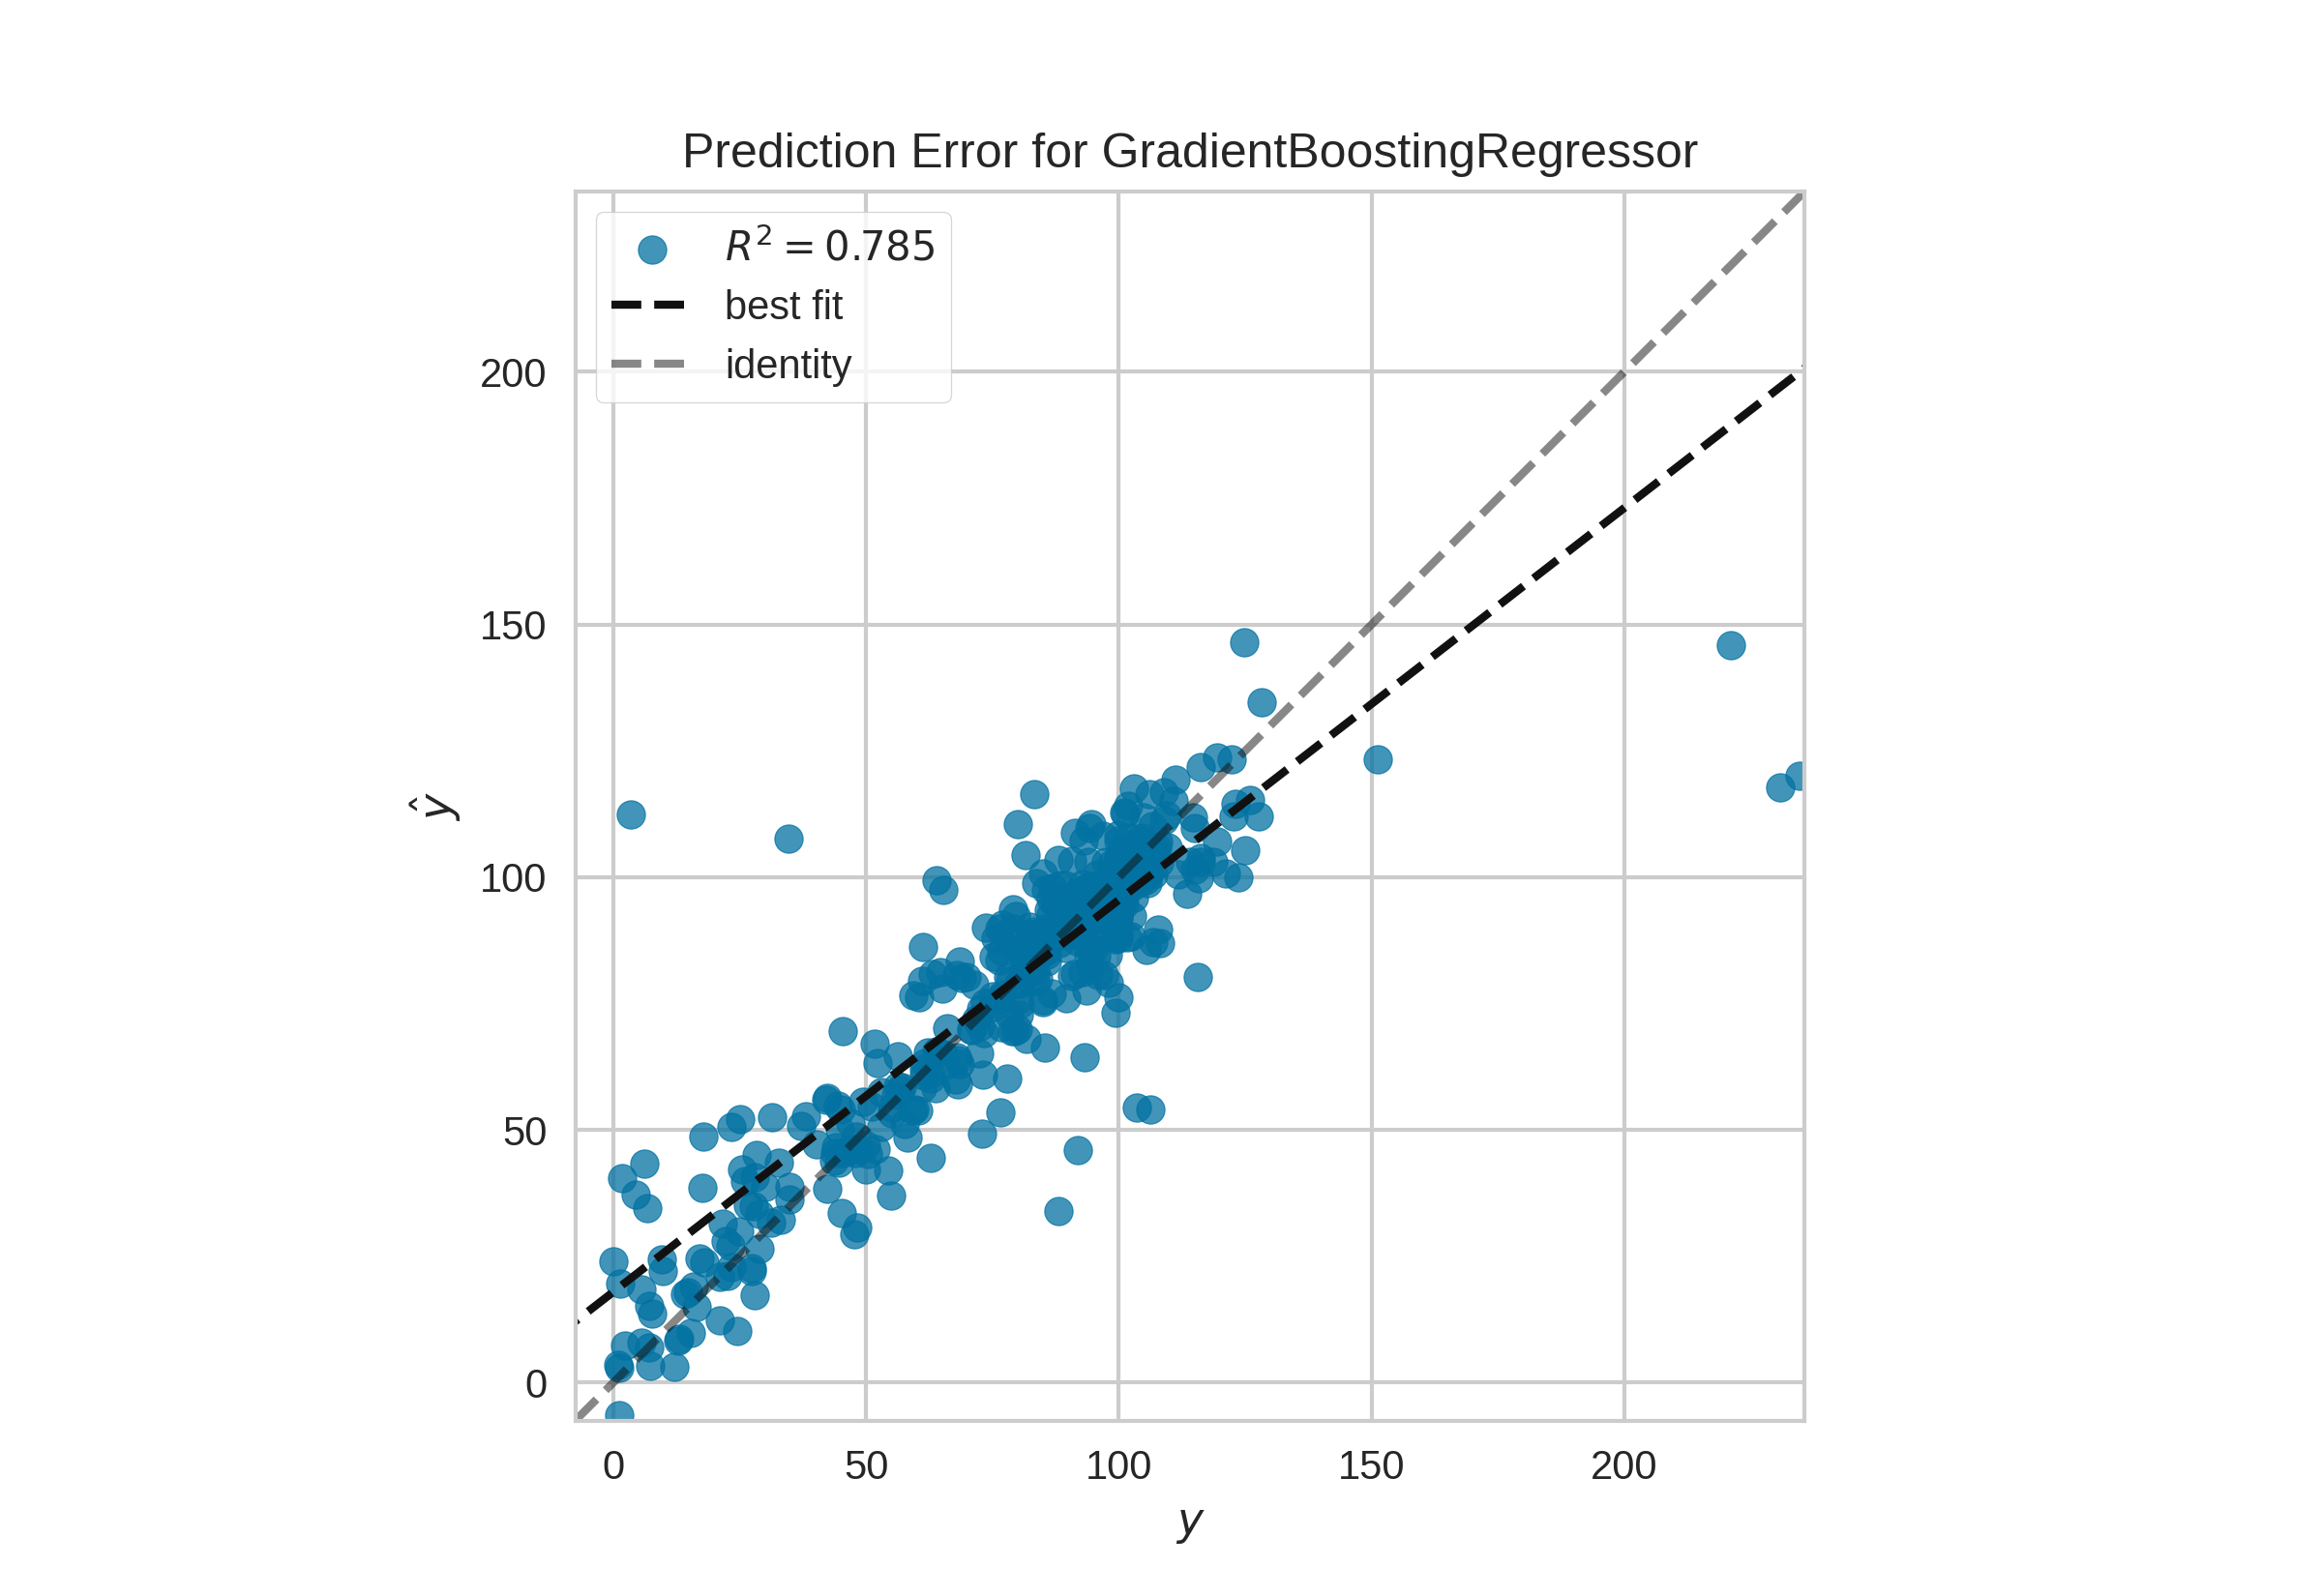 Prediction Error for GradientBoostingRegressor
R² = 0.785
best fit
identity
200
150
100
50
0
ŷ
0 50 100 150 200
y